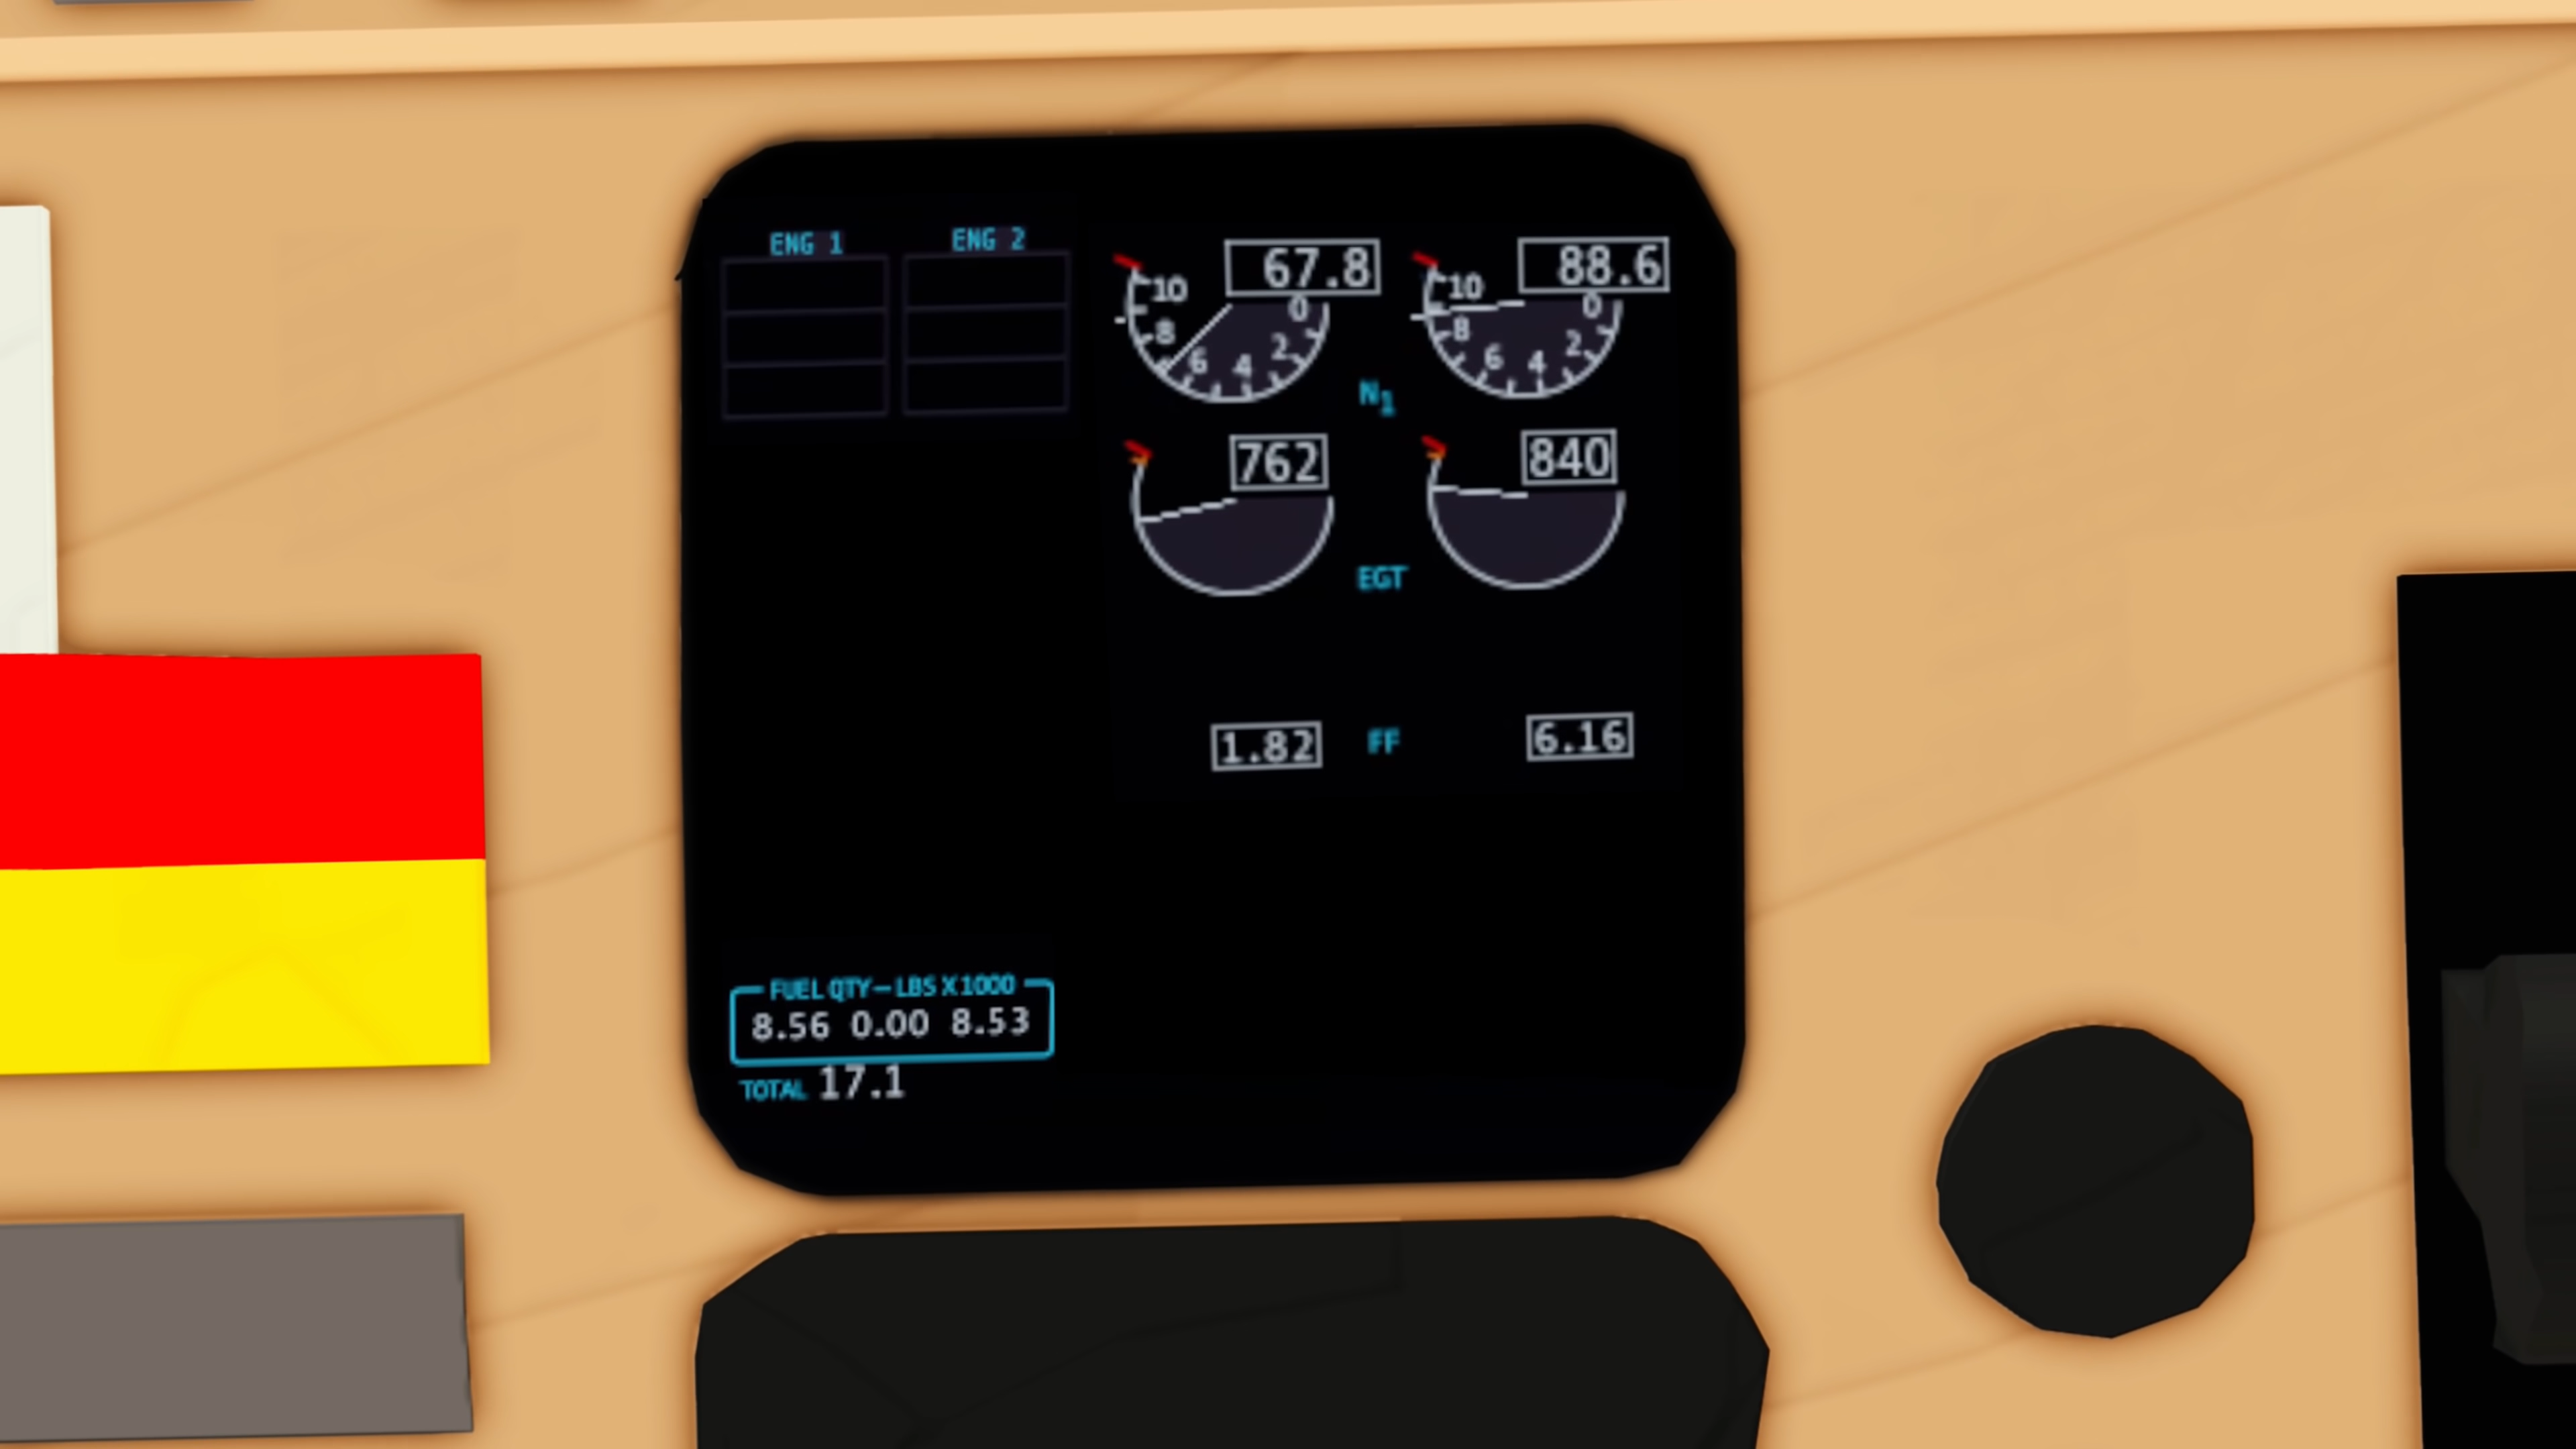 ENG 1 ENG 2
67.8 88.6
10 8 6 4 2 0
10 8 6 4 2 0
N1
762 840
EGT
1.82 FF 6.16
FUEL QTY — LBS X1000
8.56 0.00 8.53
TOTAL 17.1